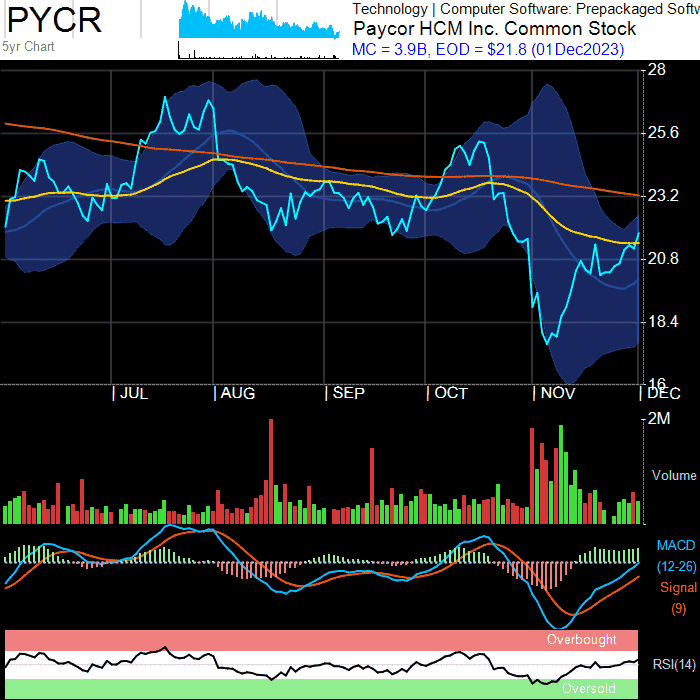 PYCR
5yr Chart
Technology | Computer Software: Prepackaged Softw
Paycor HCM Inc. Common Stock
MC = 3.9B, EOD = $21.8 (01Dec2023)
28
25.6
23.2
20.8
18.4
16
| JUL | AUG | SEP | OCT | NOV | DEC
2M
Volume
MACD
(12-26)
Signal
(9)
Overbought
RSI(14)
Oversold